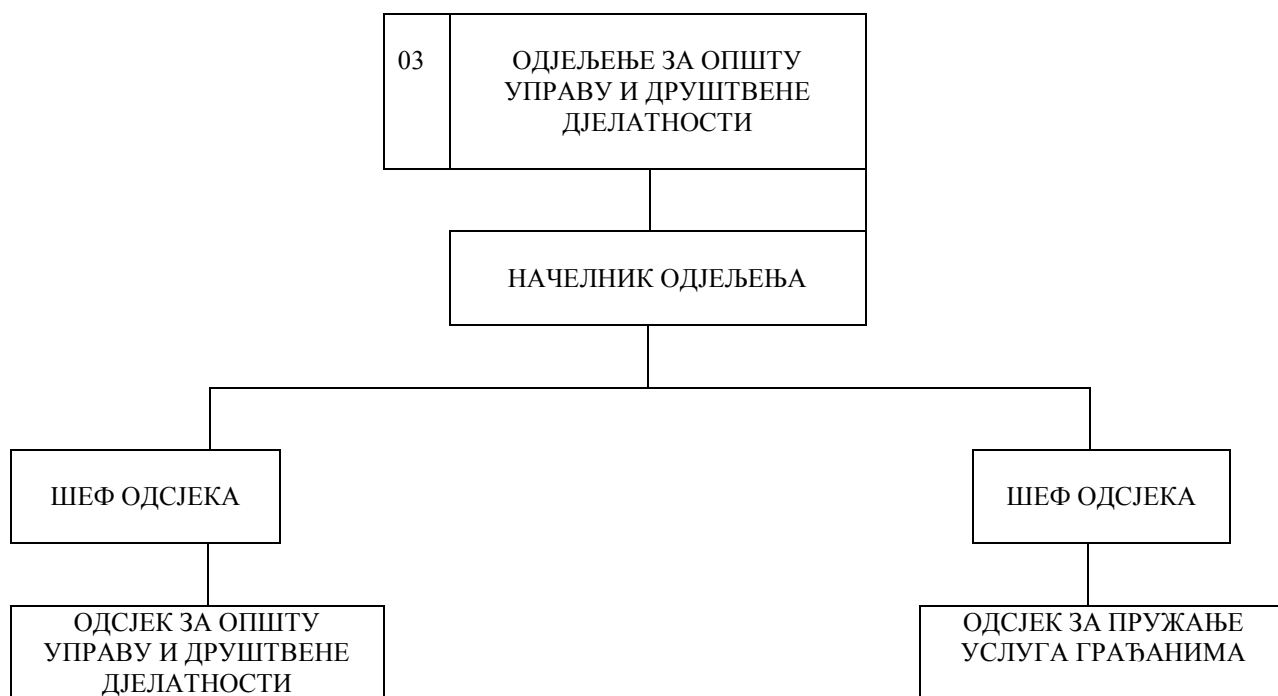 03
ОДЈЕЉЕЊЕ ЗА ОПШТУ
УПРАВУ И ДРУШТВЕНЕ
ДЈЕЛАТНОСТИ
НАЧЕЛНИК ОДЈЕЉЕЊА
ШЕФ ОДСЈЕКА
ШЕФ ОДСЈЕКА
ОДСЈЕК ЗА ОПШТУ
УПРАВУ И ДРУШТВЕНЕ
ДЈЕЛАТНОСТИ
ОДСЈЕК ЗА ПРУЖАЊЕ
УСЛУГА ГРАЂАНИМА